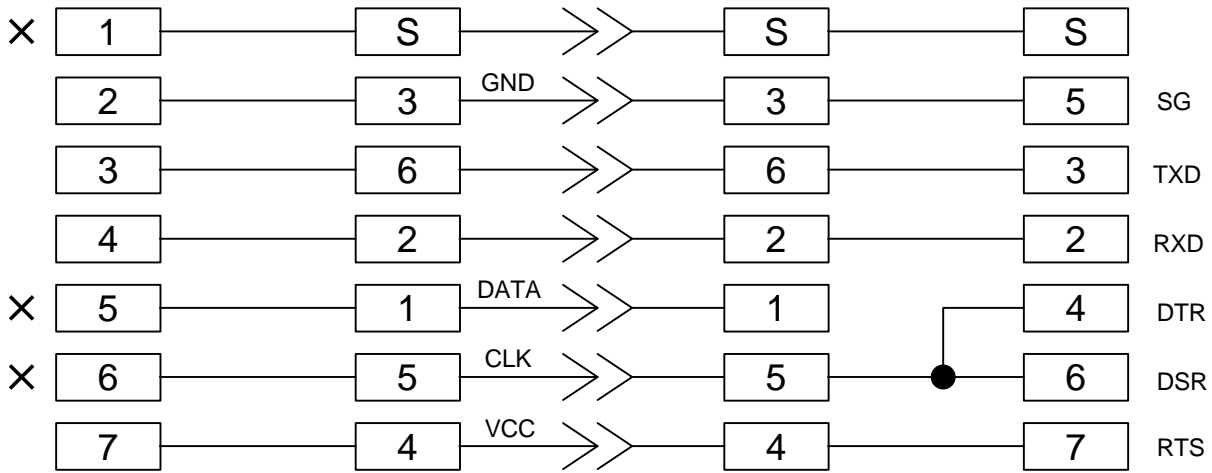 × 1 S S S
2 3 GND 3 5 SG
3 6 6 3 TXD
4 2 2 2 RXD
× 5 1 DATA 1 4 DTR
× 6 5 CLK 5 6 DSR
7 4 VCC 4 7 RTS